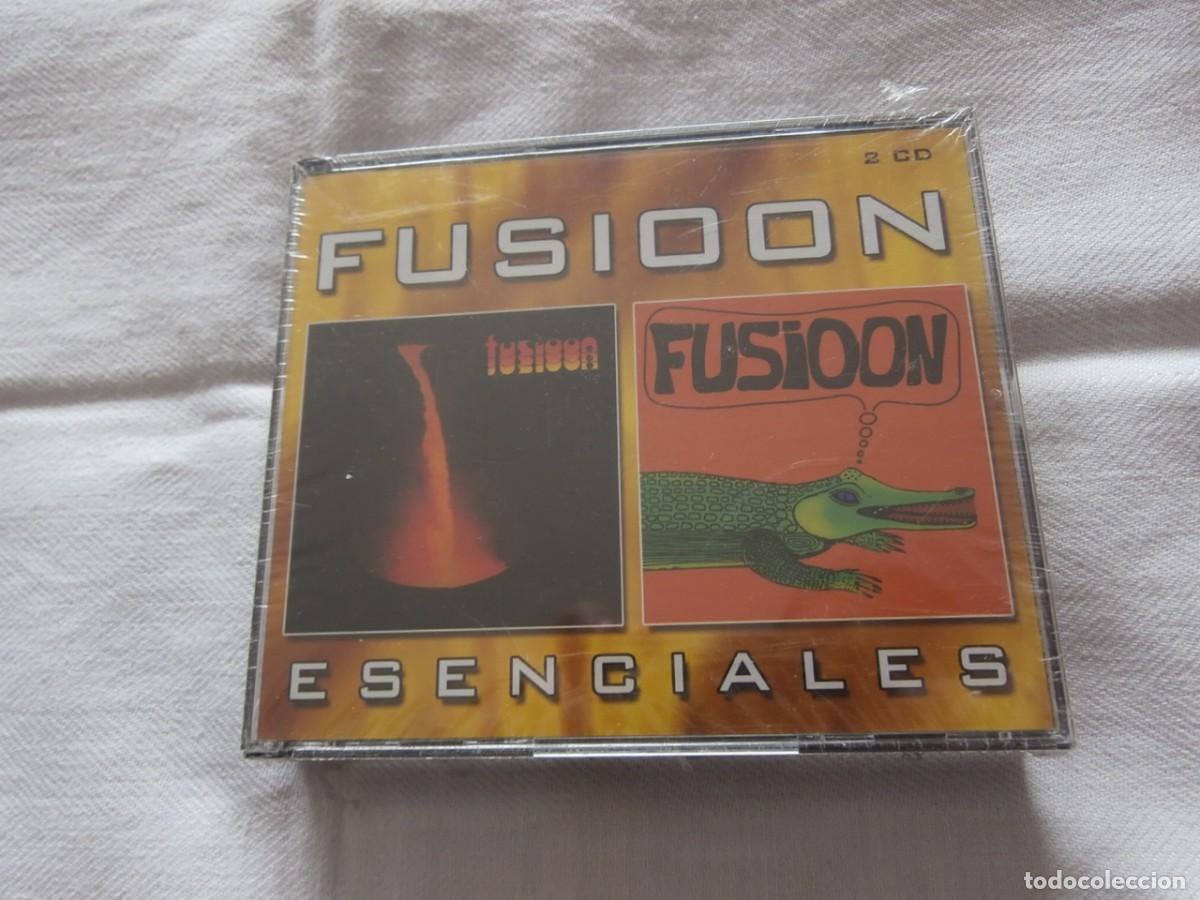 2 CD
FUSIOON
fusioon
FUSiOON
ESENCIALES
todocoleccion